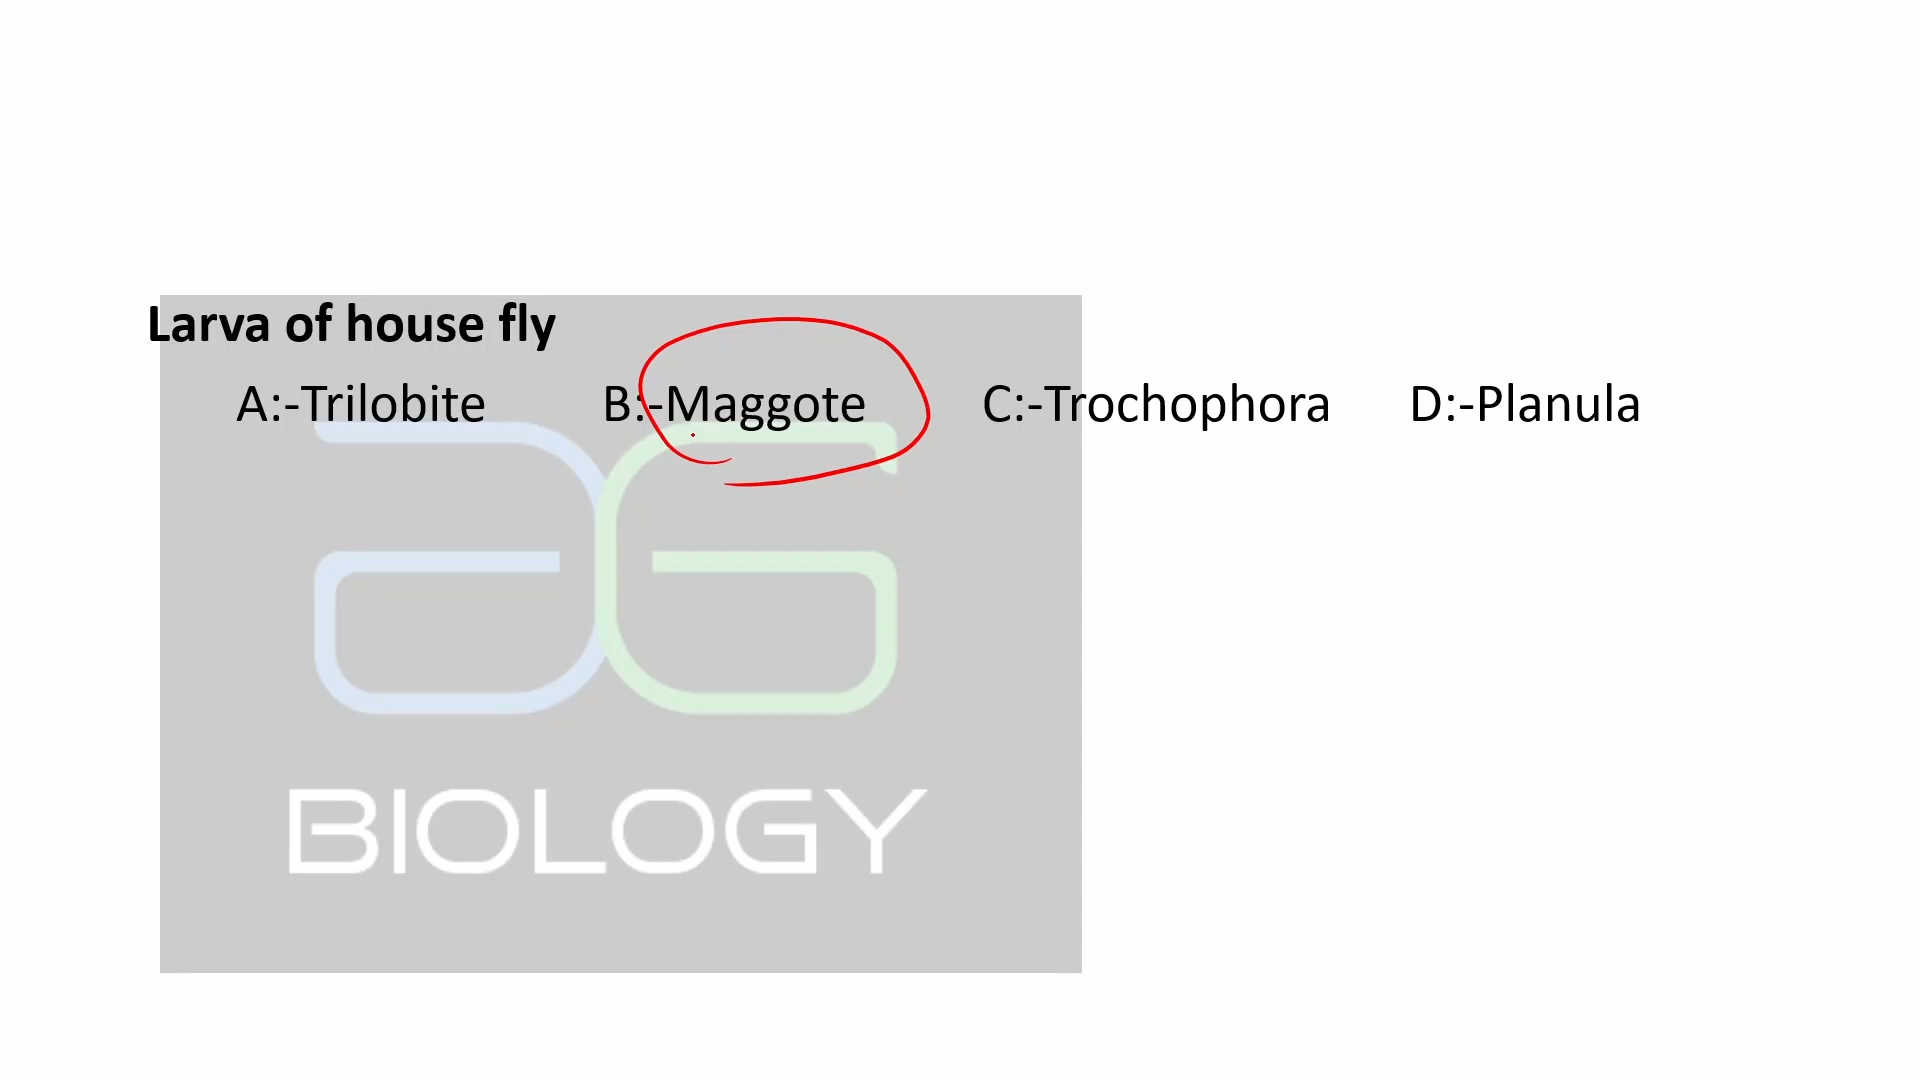 Larva of house fly
A:-Trilobite B:-Maggote C:-Trochophora D:-Planula
BIOLOGY